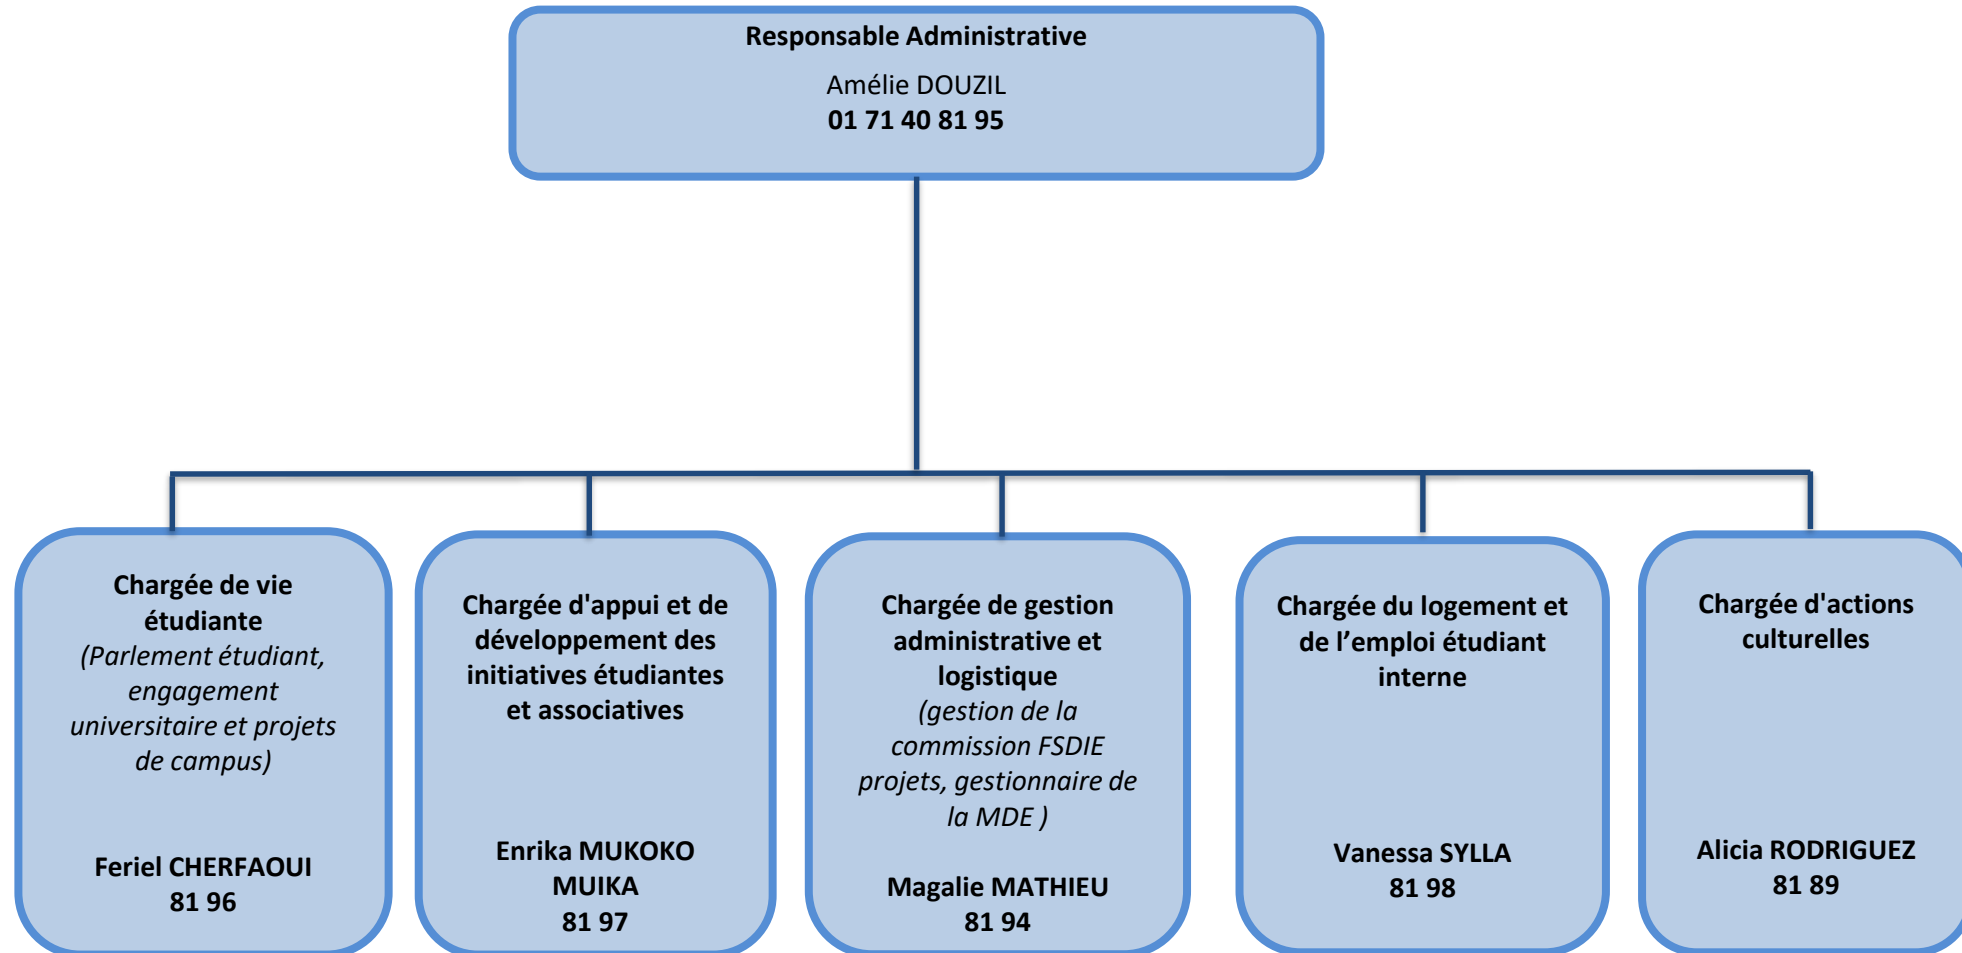 Responsable Administrative
Amélie DOUZIL
01 71 40 81 95
Chargée de vie
étudiante
(Parlement étudiant,
engagement
universitaire et projets
de campus)
Feriel CHERFAOUI
81 96
Chargée d'appui et de
développement des
initiatives étudiantes
et associatives
Enrika MUKOKO
MUIKA
81 97
Chargée de gestion
administrative et
logistique
(gestion de la
commission FSDIE
projets, gestionnaire de
la MDE )
Magalie MATHIEU
81 94
Chargée du logement et
de l’emploi étudiant
interne
Vanessa SYLLA
81 98
Chargée d'actions
culturelles
Alicia RODRIGUEZ
81 89